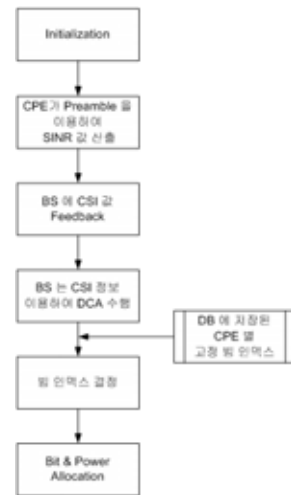 Initialization
CPE가 Preamble 을
이용하여
SINR 값 산출
BS 에 CSI 값
Feedback
BS 는 CSI 정보
이용하여 DCA 수행
DB 에 저장된
CPE 별
고정 빔 인덱스
빔 인덱스 결정
Bit & Power
Allocation